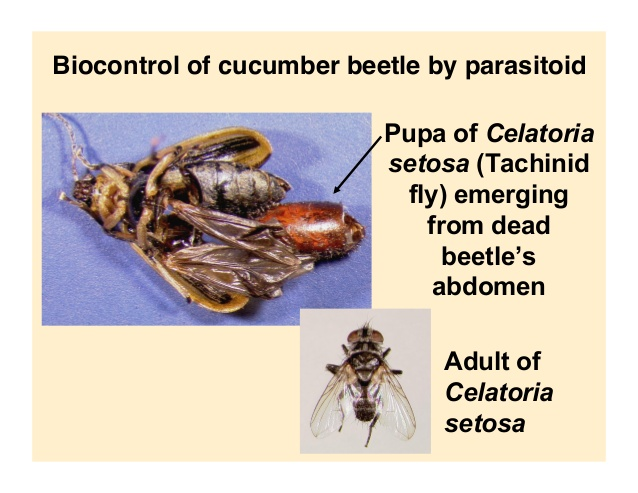 Biocontrol of cucumber beetle by parasitoid
Pupa of Celatoria
setosa (Tachinid
fly) emerging
from dead
beetle's
abdomen
Adult of
Celatoria
setosa